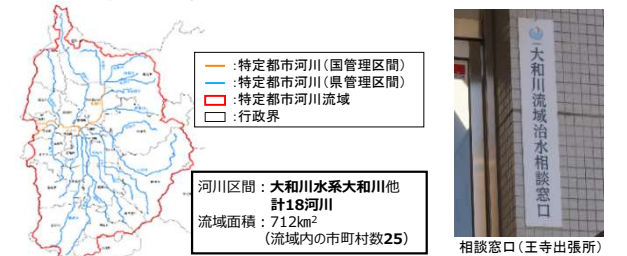 :特定都市河川(国管理区間)
:特定都市河川(県管理区間)
:特定都市河川流域
:行政界
河川区間:大和川水系大和川他
計18河川
流域面積:712km²
(流域内の市町村数25)
大和川流域治水相談窓口
相談窓口(王寺出張所)